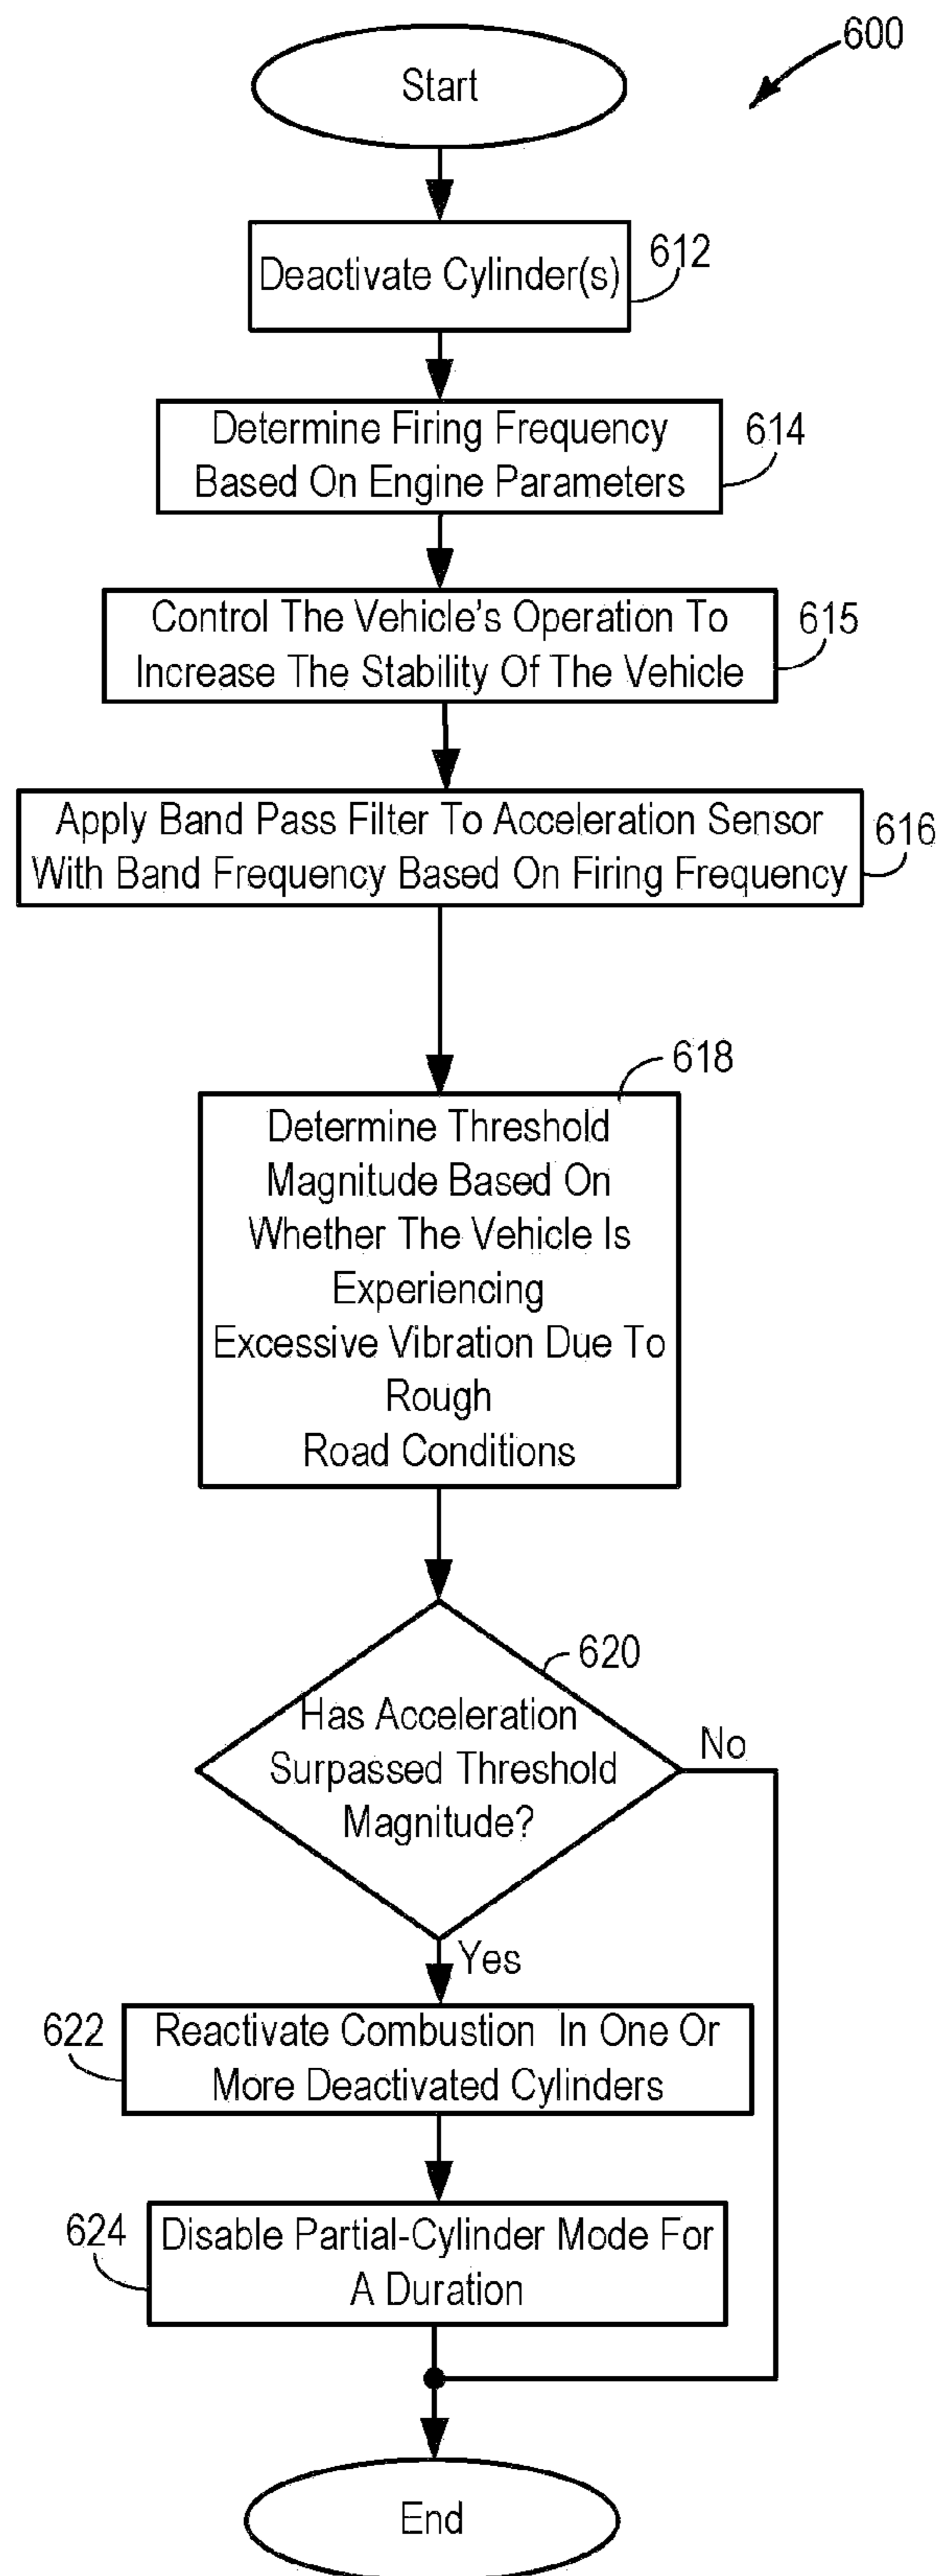 600
Start
Deactivate Cylinder(s)
612
Determine Firing Frequency
Based On Engine Parameters
614
Control The Vehicle's Operation To
Increase The Stability Of The Vehicle
615
Apply Band Pass Filter To Acceleration Sensor
With Band Frequency Based On Firing Frequency
616
618
Determine Threshold
Magnitude Based On
Whether The Vehicle Is
Experiencing
Excessive Vibration Due To
Rough
Road Conditions
620
Has Acceleration
Surpassed Threshold
Magnitude?
No
Yes
622
Reactivate Combustion In One Or
More Deactivated Cylinders
624
Disable Partial-Cylinder Mode For
A Duration
End